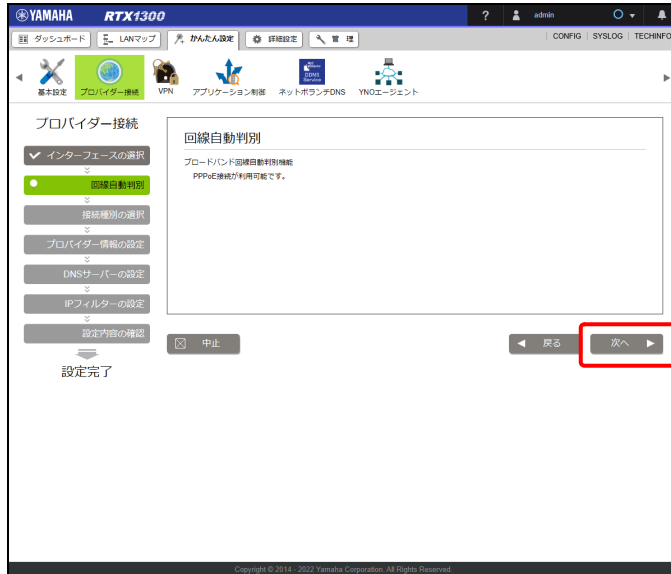 YAMAHA RTX1300 ? admin
ダッシュボード LANマップ かんたん設定 詳細設定 管 理 CONFIG SYSLOG TECHINFO
基本設定 プロバイダー接続 VPN アプリケーション制御 ネットボランチDNS YNOエージェント
プロバイダー接続
インターフェースの選択
回線自動判別
接続種別の選択
プロバイダー情報の設定
DNSサーバーの設定
IPフィルターの設定
設定内容の確認
設定完了
回線自動判別
ブロードバンド回線自動判別機能
PPPoE接続が利用可能です。
中止 戻る 次へ
Copyright © 2014 - 2022 Yamaha Corporation. All Rights Reserved.